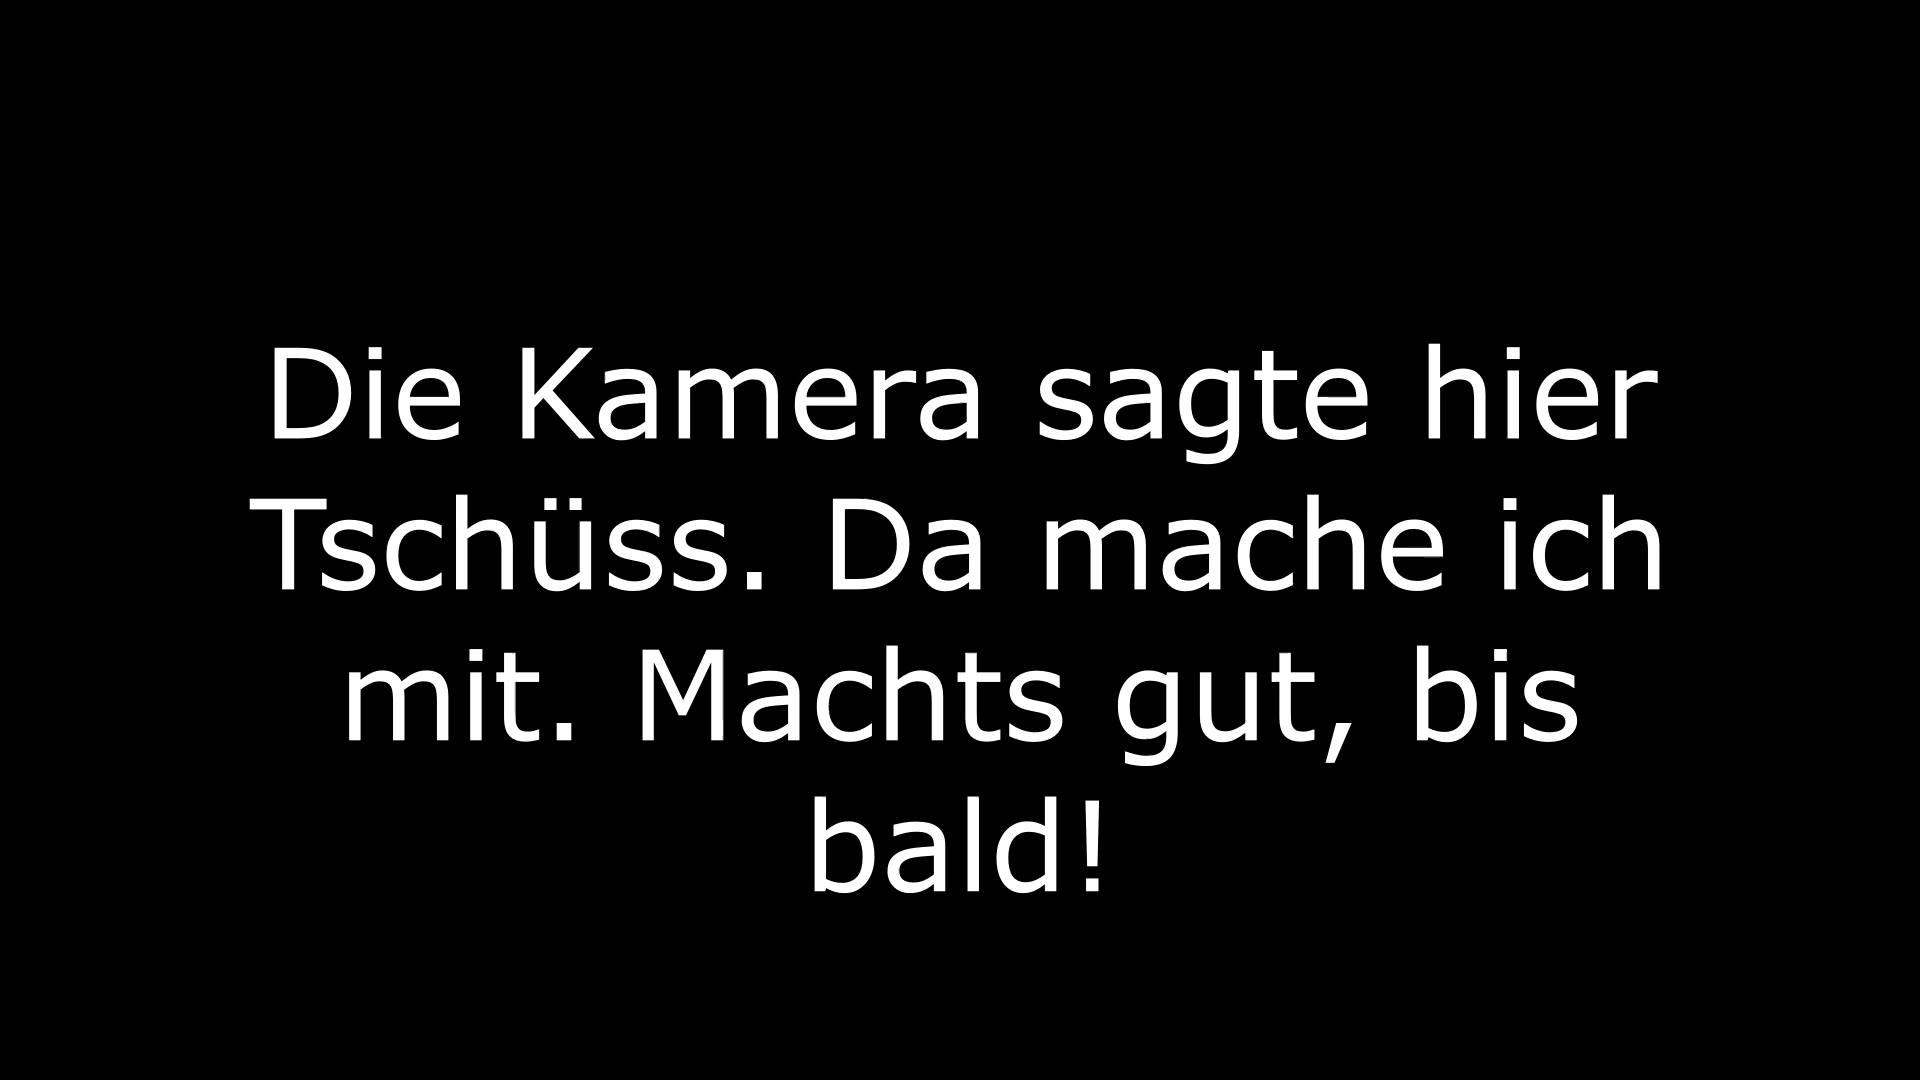 Die Kamera sagte hier
Tschüss. Da mache ich
mit. Machts gut, bis
bald!